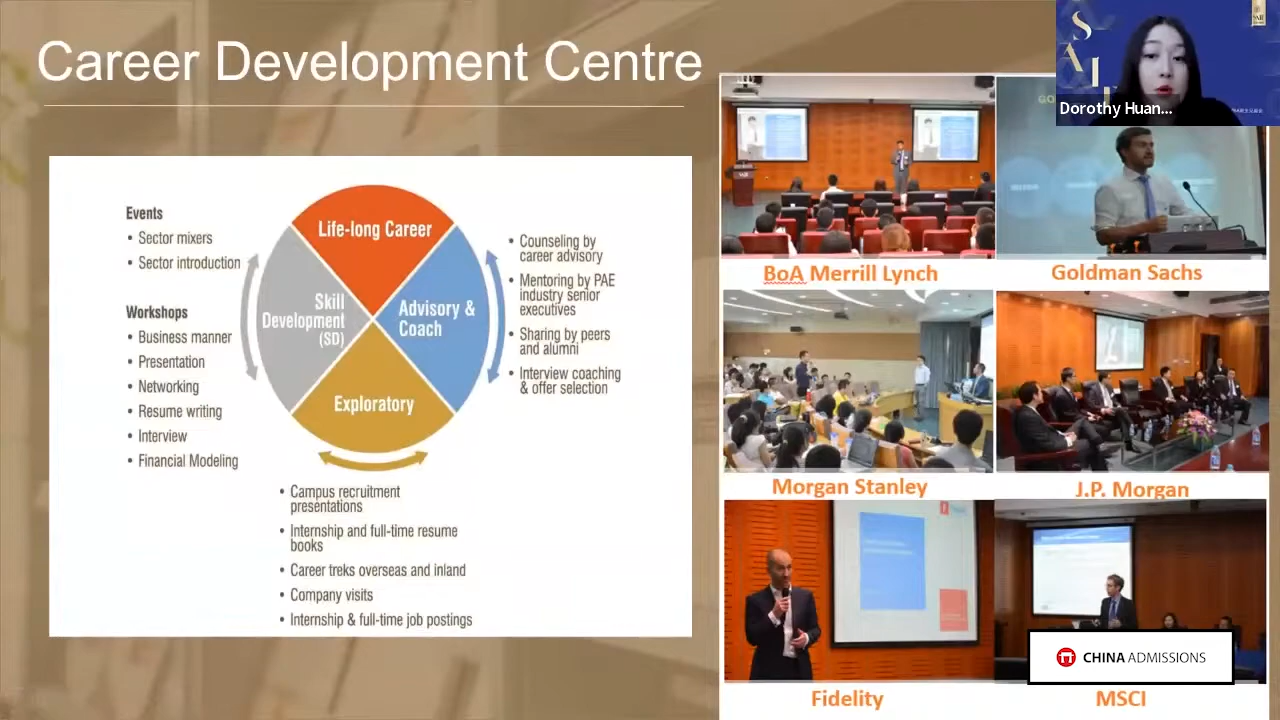 Career Development Centre
Events
• Sector mixers
• Sector introduction
Workshops
• Business manner
• Presentation
• Networking
• Resume writing
• Interview
• Financial Modeling
Life-long Career
Skill
Development
(SD)
Advisory &
Coach
Exploratory
• Counseling by
career advisory
• Mentoring by PAE
industry senior
executives
• Sharing by peers
and alumni
• Interview coaching
& offer selection
• Campus recruitment
presentations
• Internship and full-time resume
books
• Career treks overseas and inland
• Company visits
• Internship & full-time job postings
SAI
Dorothy Huan...
BoA Merrill Lynch
Goldman Sachs
Morgan Stanley
J.P. Morgan
Fidelity
MSCI
CHINA ADMISSIONS